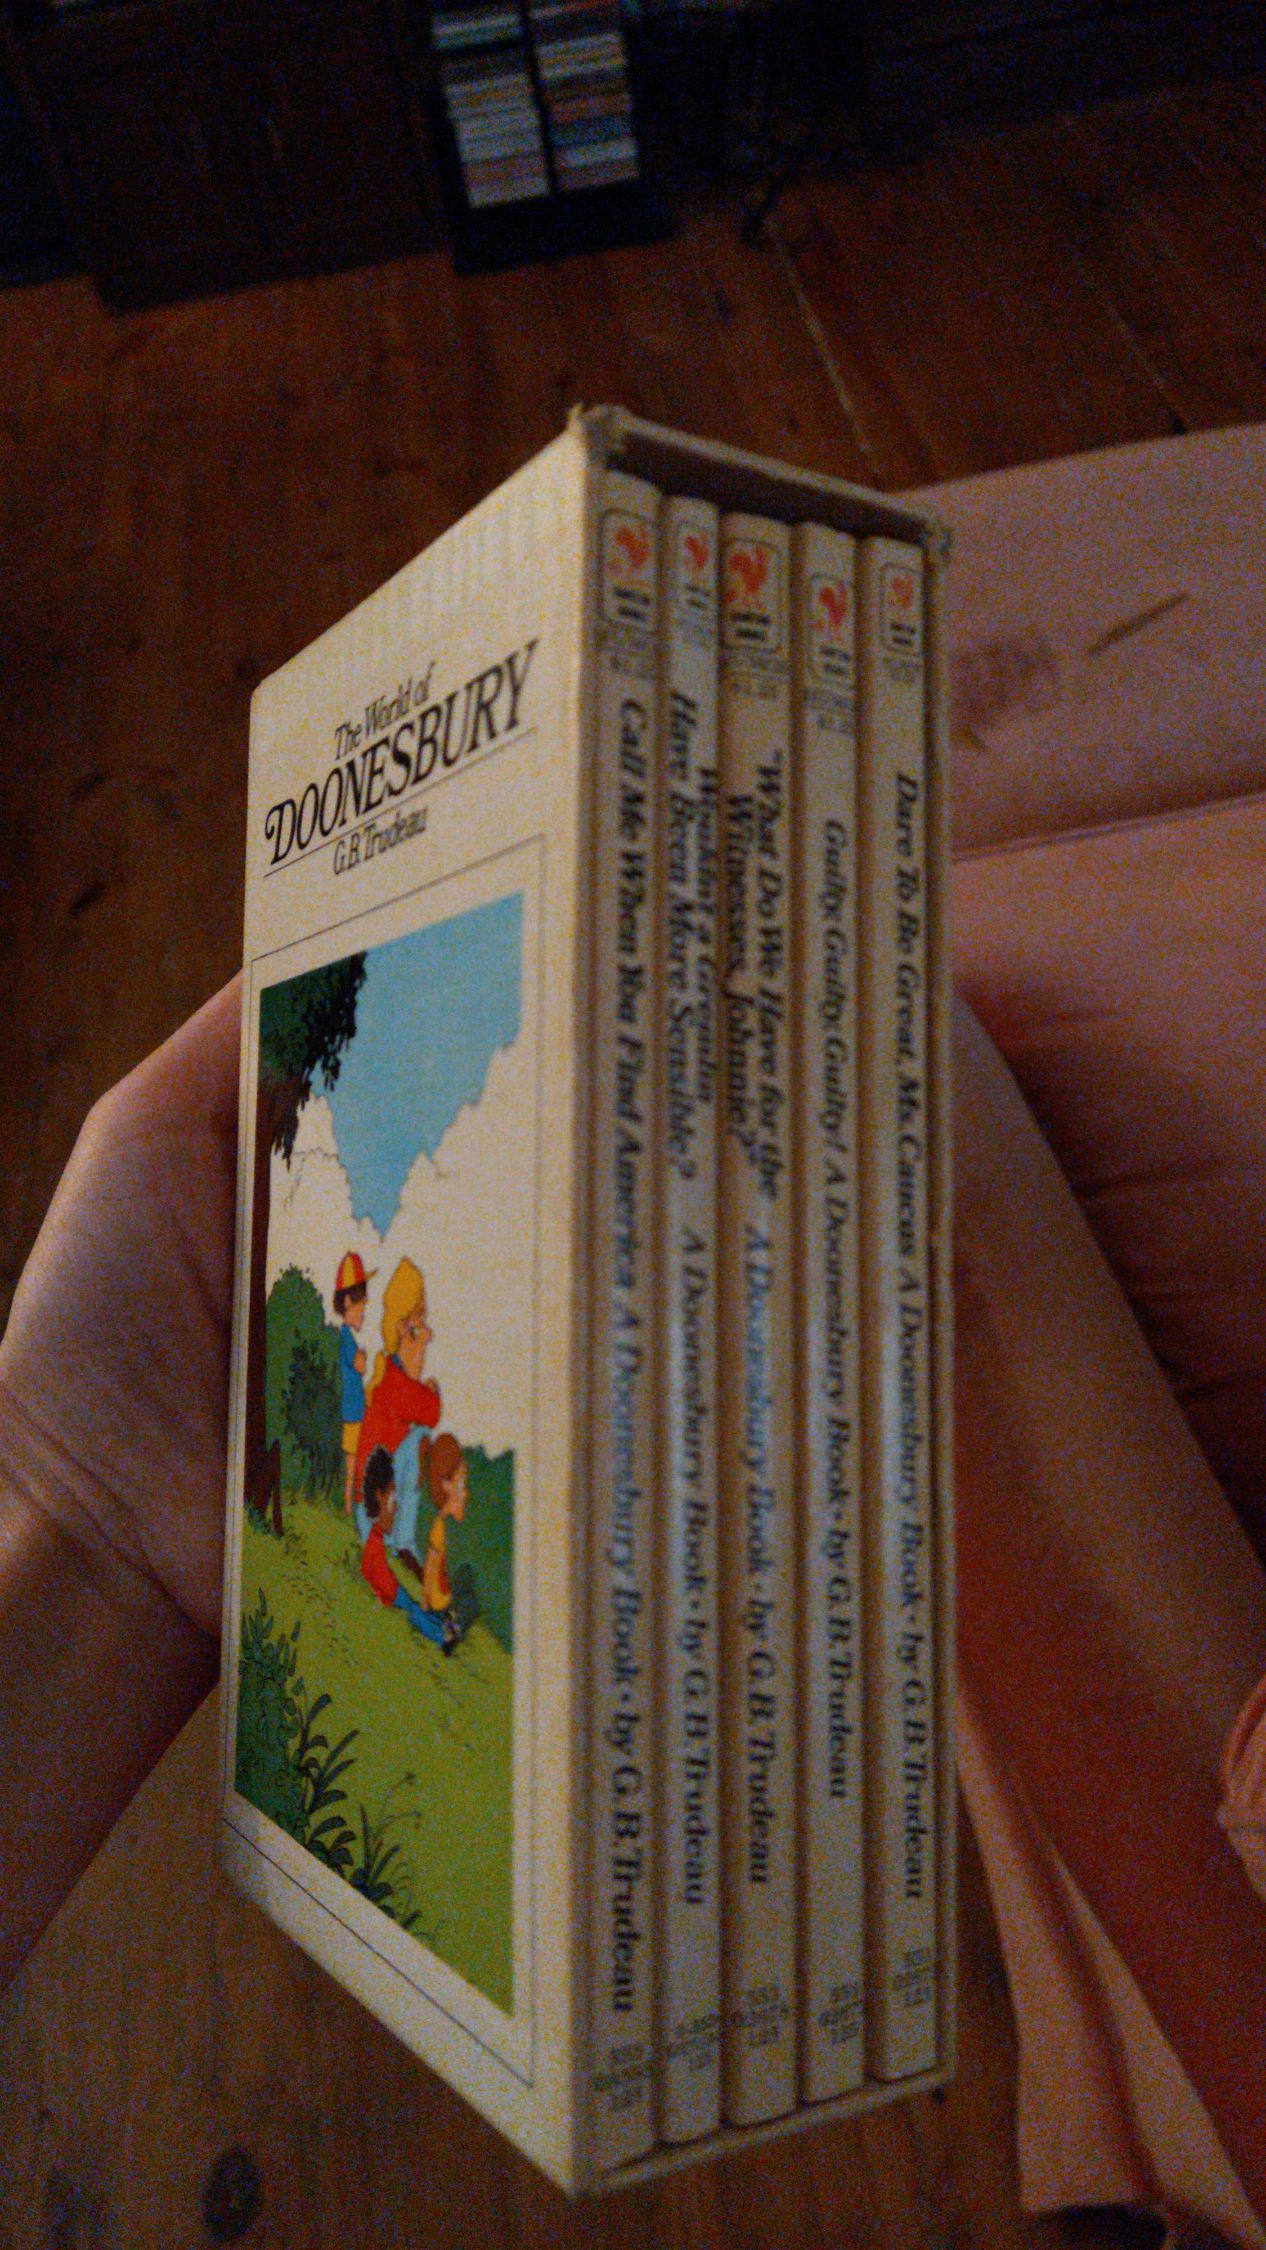 The World of
DOONESBURY
G.B. Trudeau
Call Me When You Find America A Doonesbury Book • by G. B. Trudeau
Wouldn't a Gremlin
Have Been More Sensible? A Doonesbury Book • by G. B. Trudeau
"What Do We Have for the
Witnesses, Johnnie?" A Doonesbury Book • by G. B. Trudeau
Guilty, Guilty, Guilty! A Doonesbury Book • by G. B. Trudeau
Dare To Be Great, Ms. Caucus A Doonesbury Book • by G. B. Trudeau